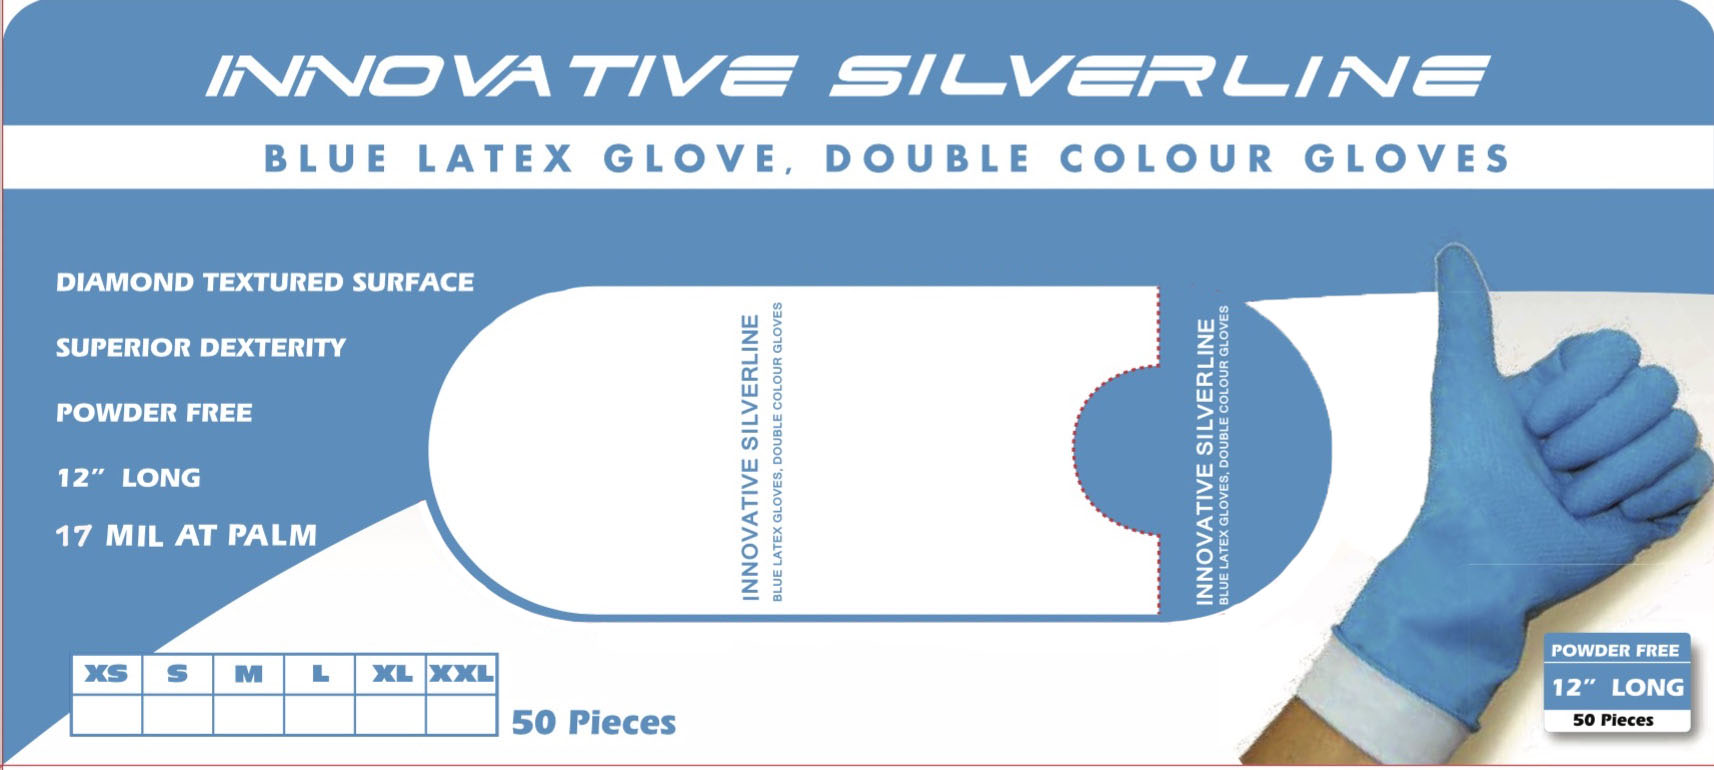 INNOVATIVE SILVERLINE
BLUE LATEX GLOVE, DOUBLE COLOUR GLOVES
DIAMOND TEXTURED SURFACE
SUPERIOR DEXTERITY
POWDER FREE
12” LONG
17 MIL AT PALM
INNOVATIVE SILVERLINE
BLUE LATEX GLOVES, DOUBLE COLOUR GLOVES
INNOVATIVE SILVERLINE
BLUE LATEX GLOVES, DOUBLE COLOUR GLOVES
XS S M L XL XXL
50 Pieces
POWDER FREE
12” LONG
50 Pieces